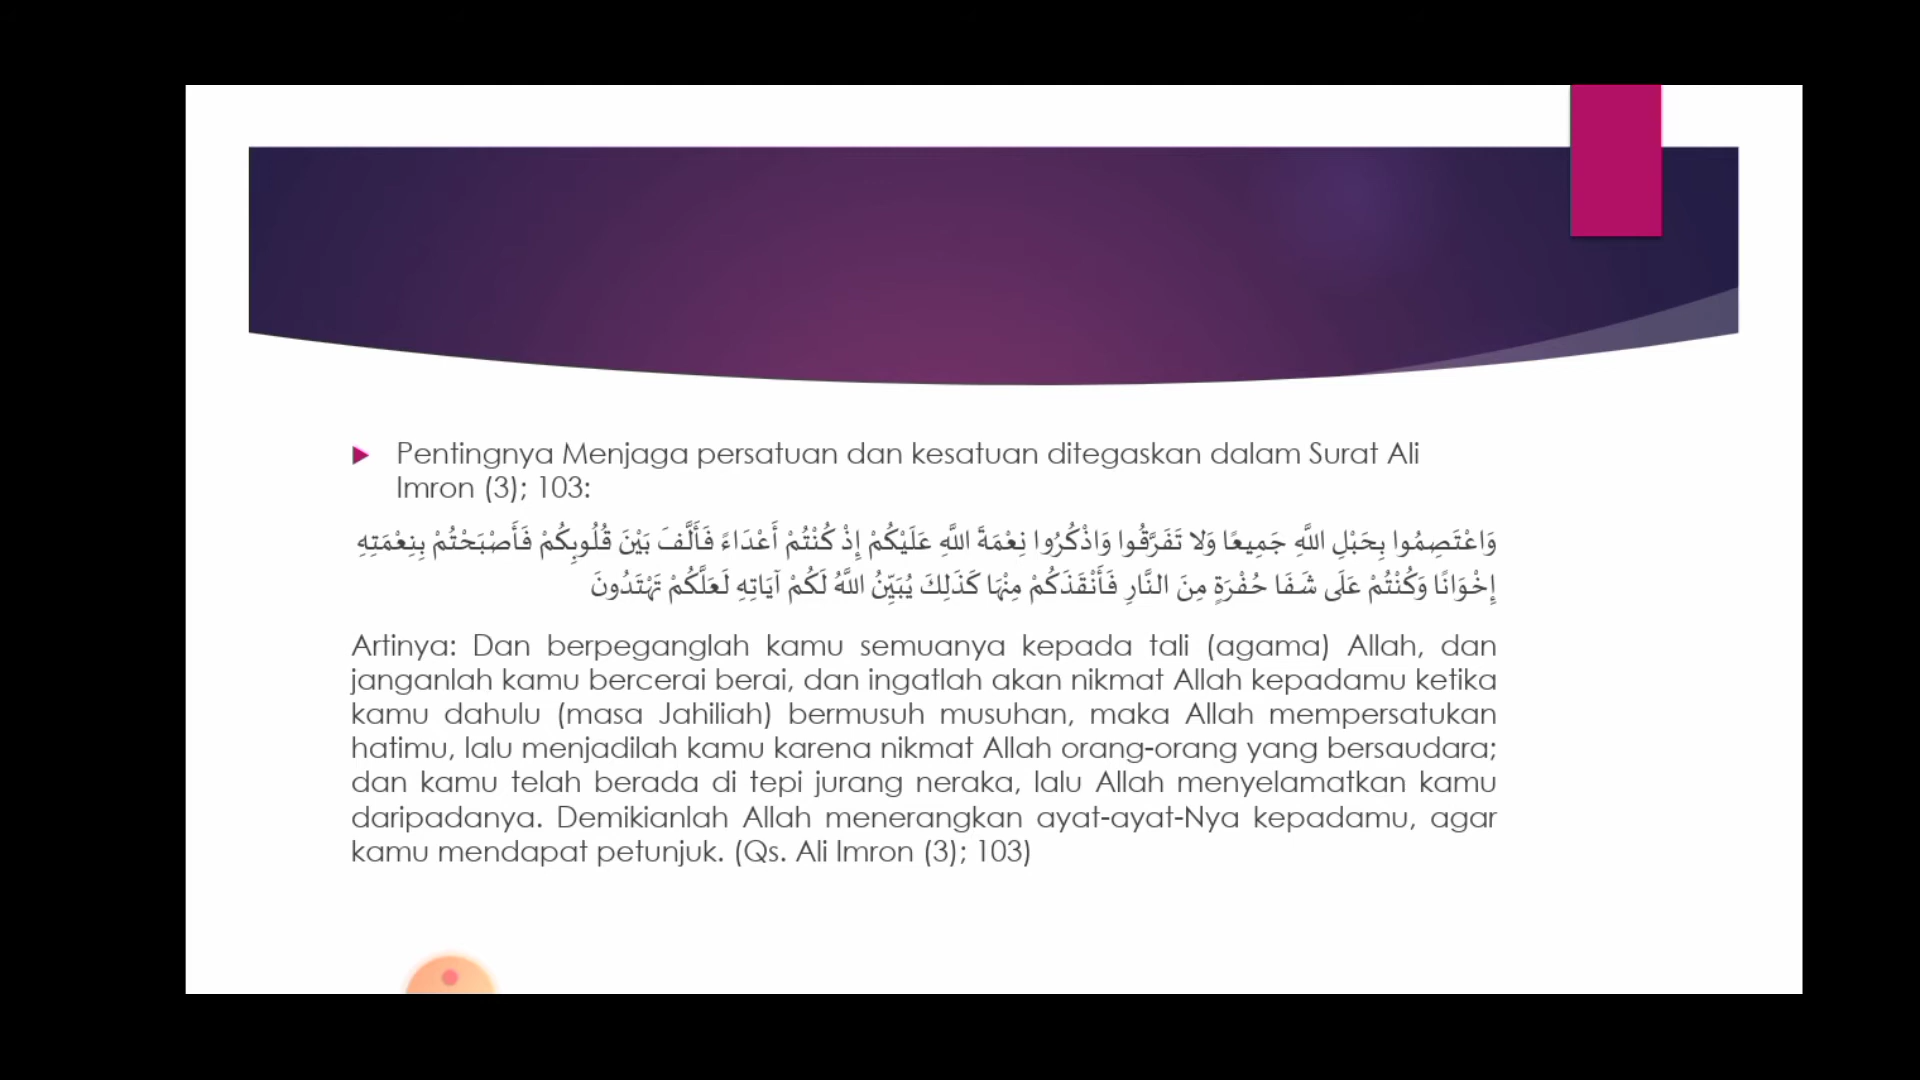 Pentingnya Menjaga persatuan dan kesatuan ditegaskan dalam Surat Ali
Imron (3); 103:
وَاعْتَصِمُوا بِحَبْلِ اللَّهِ جَمِيعًا وَلا تَفَرَّقُوا وَاذْكُرُوا نِعْمَةَ اللَّهِ عَلَيْكُمْ إِذْ كُنْتُمْ أَعْدَاءً فَأَلَّفَ بَيْنَ قُلُوبِكُمْ فَأَصْبَحْتُمْ بِنِعْمَتِهِ
إِخْوَانًا وَكُنْتُمْ عَلَى شَفَا حُفْرَةٍ مِنَ النَّارِ فَأَنْقَذَكُمْ مِنْهَا كَذَلِكَ يُبَيِّنُ اللَّهُ لَكُمْ آيَاتِهِ لَعَلَّكُمْ تَهْتَدُونَ
Artinya: Dan berpeganglah kamu semuanya kepada tali (agama) Allah, dan
janganlah kamu bercerai berai, dan ingatlah akan nikmat Allah kepadamu ketika
kamu dahulu (masa Jahiliah) bermusuh musuhan, maka Allah mempersatukan
hatimu, lalu menjadilah kamu karena nikmat Allah orang-orang yang bersaudara;
dan kamu telah berada di tepi jurang neraka, lalu Allah menyelamatkan kamu
daripadanya. Demikianlah Allah menerangkan ayat-ayat-Nya kepadamu, agar
kamu mendapat petunjuk. (Qs. Ali Imron (3); 103)